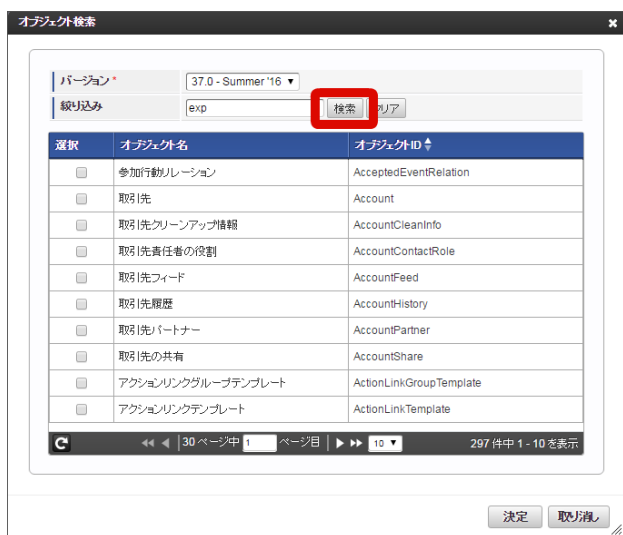 オブジェクト検索
バージョン* 37.0 - Summer '16
絞り込み exp 検索 クリア
選択 オブジェクト名 オブジェクトID
参加行動リレーション AcceptedEventRelation
取引先 Account
取引先クリーンアップ情報 AccountCleanInfo
取引先責任者の役割 AccountContactRole
取引先フィード AccountFeed
取引先履歴 AccountHistory
取引先パートナー AccountPartner
取引先の共有 AccountShare
アクションリンクグループテンプレート ActionLinkGroupTemplate
アクションリンクテンプレート ActionLinkTemplate
30 ページ中 1 ページ目 10 297 件中 1 - 10 を表示
決定 取り消し